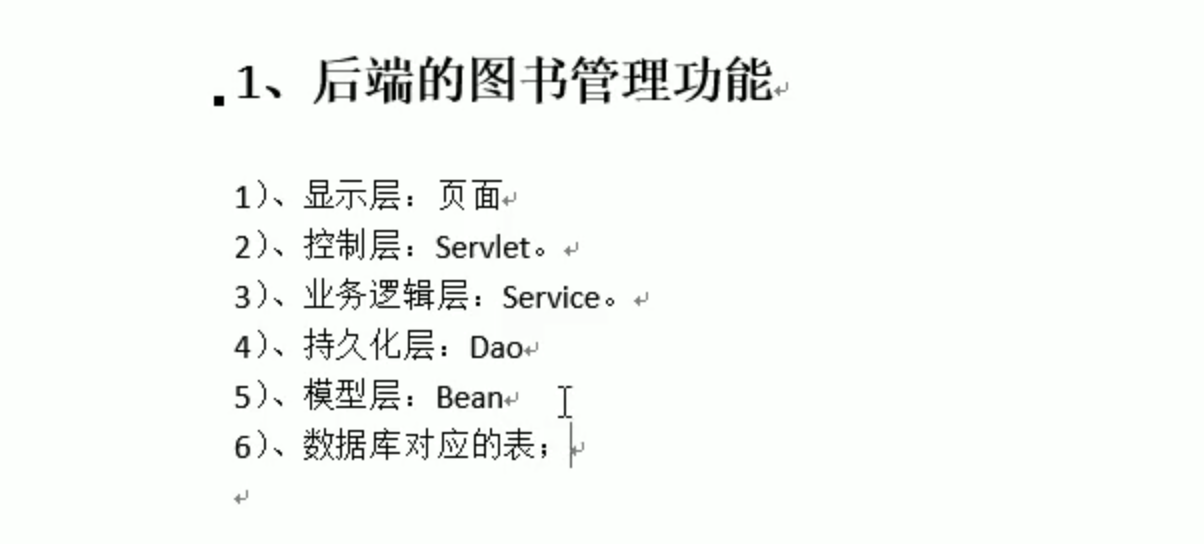 1、后端的图书管理功能
1）、显示层：页面
2）、控制层：Servlet。
3）、业务逻辑层：Service。
4）、持久化层：Dao
5）、模型层：Bean
6）、数据库对应的表；